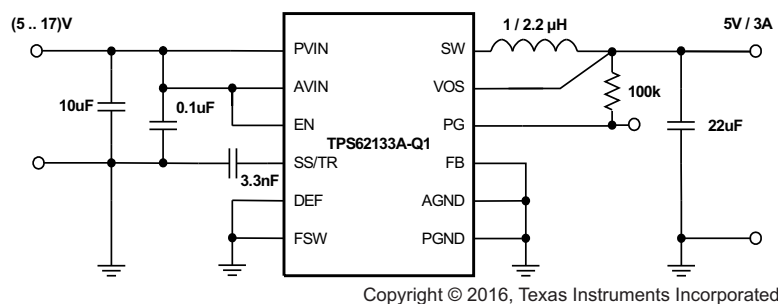 (5 .. 17)V
1 / 2.2 µH
5V / 3A
PVIN
SW
AVIN
VOS
10uF
0.1uF
100k
EN
PG
22uF
TPS62133A-Q1
SS/TR
FB
3.3nF
DEF
AGND
FSW
PGND
Copyright © 2016, Texas Instruments Incorporated